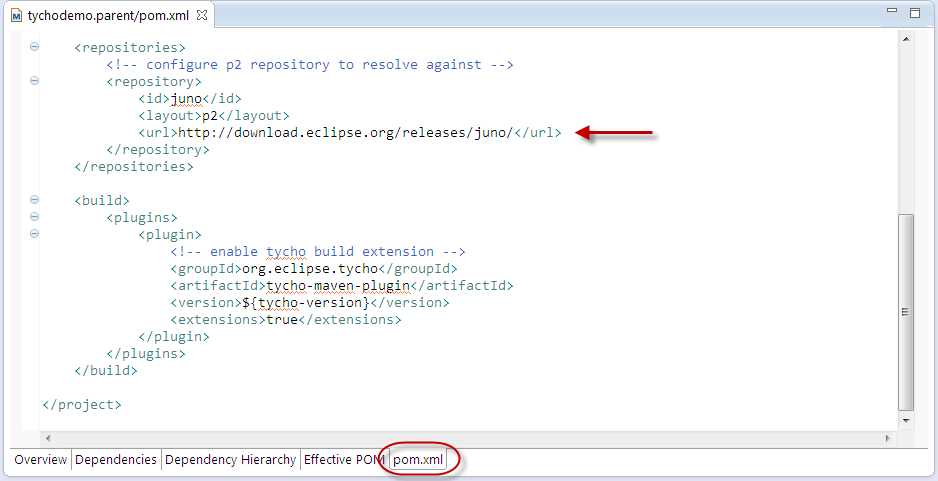 tychodemo.parent/pom.xml
<repositories>
<!-- configure p2 repository to resolve against -->
<repository>
<id>juno</id>
<layout>p2</layout>
<url>http://download.eclipse.org/releases/juno/</url>
</repository>
</repositories>
<build>
<plugins>
<plugin>
<!-- enable tycho build extension -->
<groupId>org.eclipse.tycho</groupId>
<artifactId>tycho-maven-plugin</artifactId>
<version>${tycho-version}</version>
<extensions>true</extensions>
</plugin>
</plugins>
</build>
</project>
Overview Dependencies Dependency Hierarchy Effective POM pom.xml